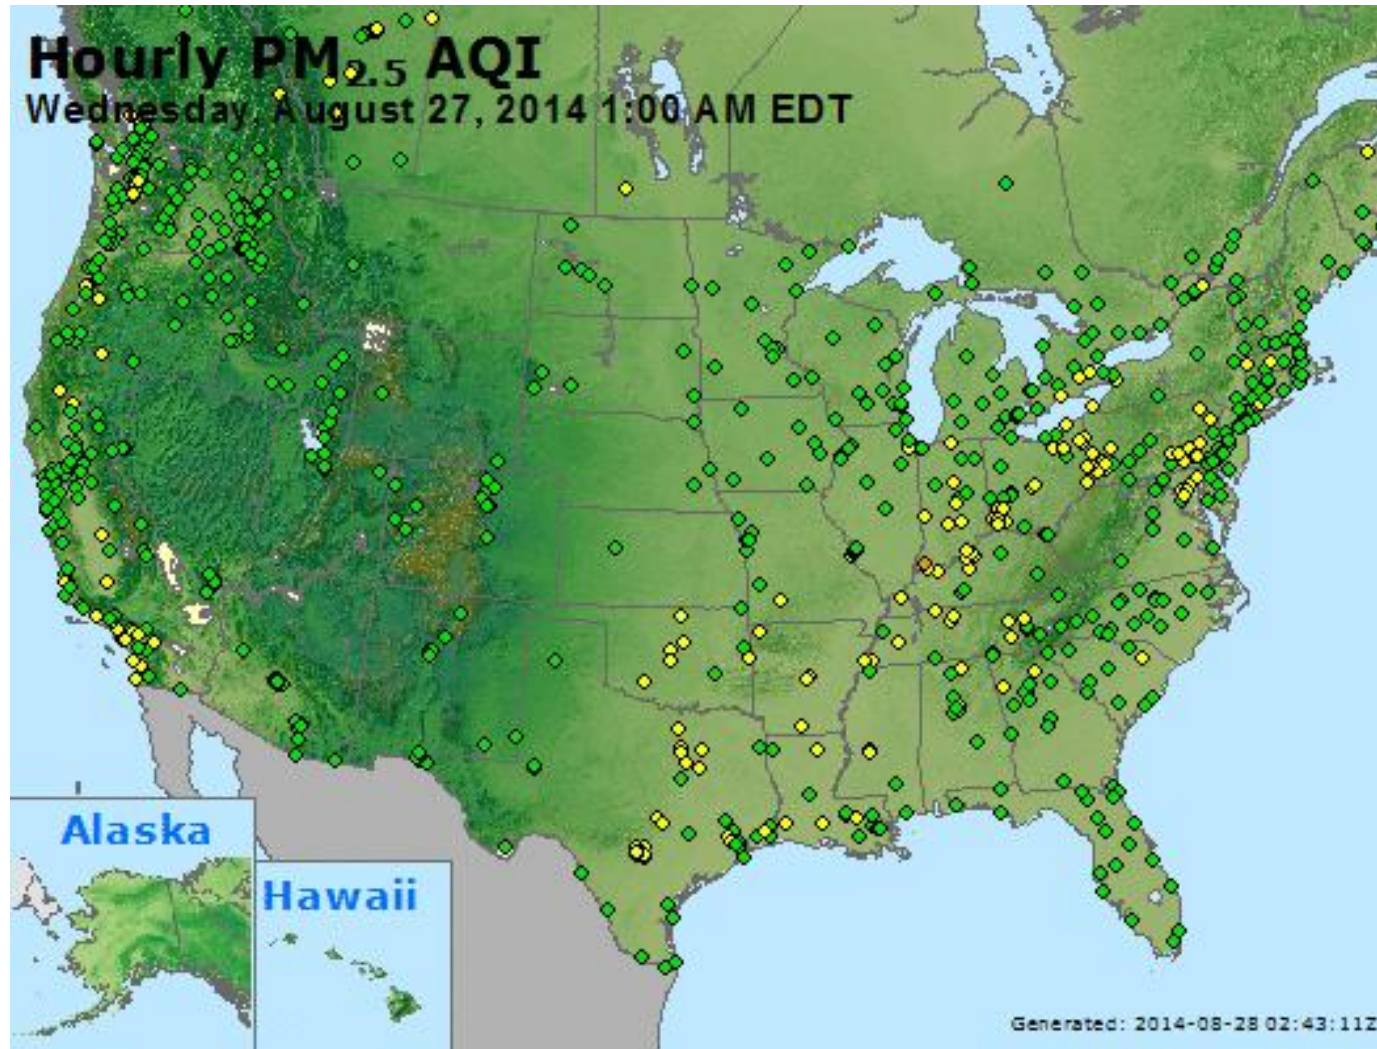 Hourly PM2.5 AQI
Wednesday, August 27, 2014 1:00 AM EDT
Alaska
Hawaii
Generated: 2014-08-28 02:43:11Z